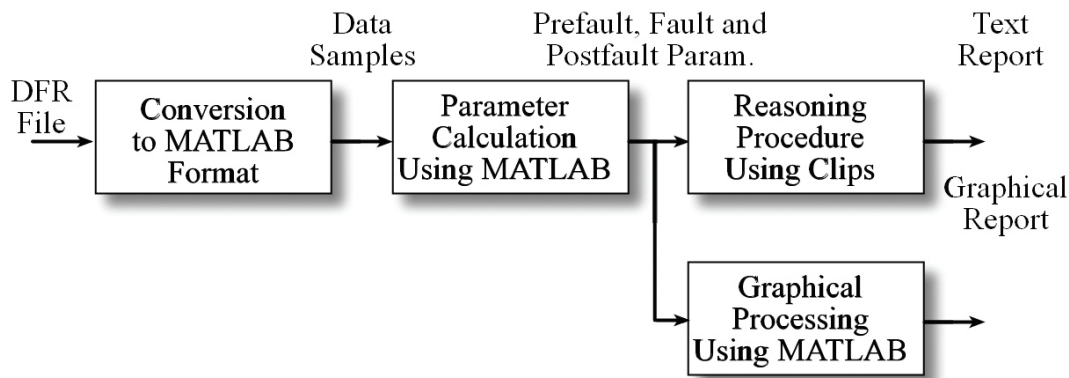 DFR
File
Conversion
to MATLAB
Format
Data
Samples
Parameter
Calculation
Using MATLAB
Prefault, Fault and
Postfault Param.
Reasoning
Procedure
Using Clips
Text
Report
Graphical
Processing
Using MATLAB
Graphical
Report